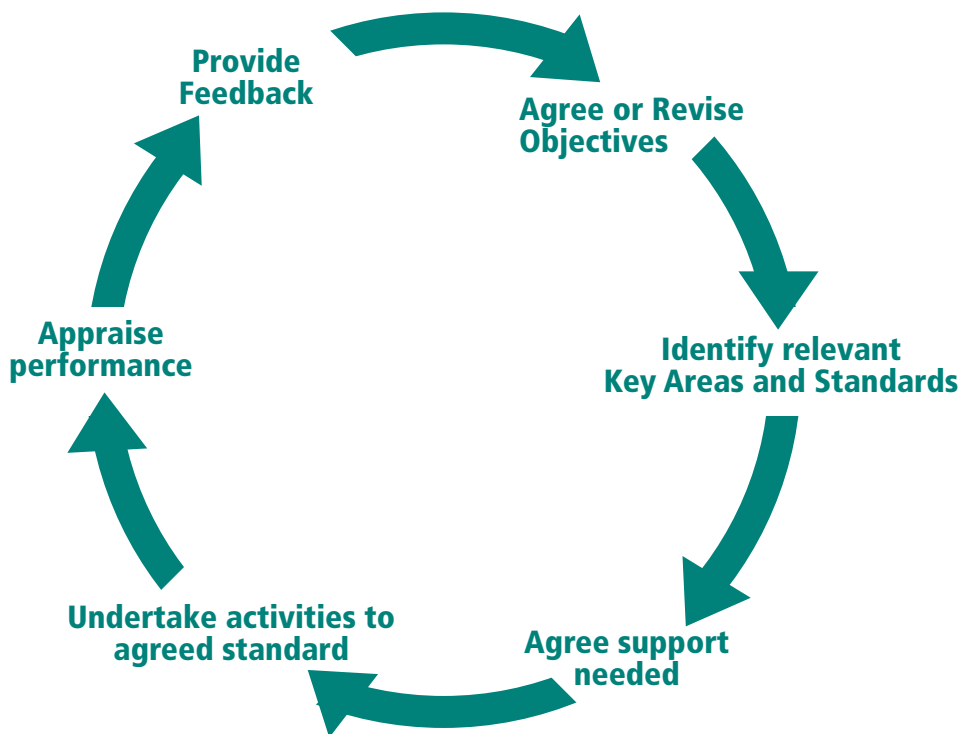 Provide
Feedback
Agree or Revise
Objectives
Identify relevant
Key Areas and Standards
Agree support
needed
Undertake activities to
agreed standard
Appraise
performance